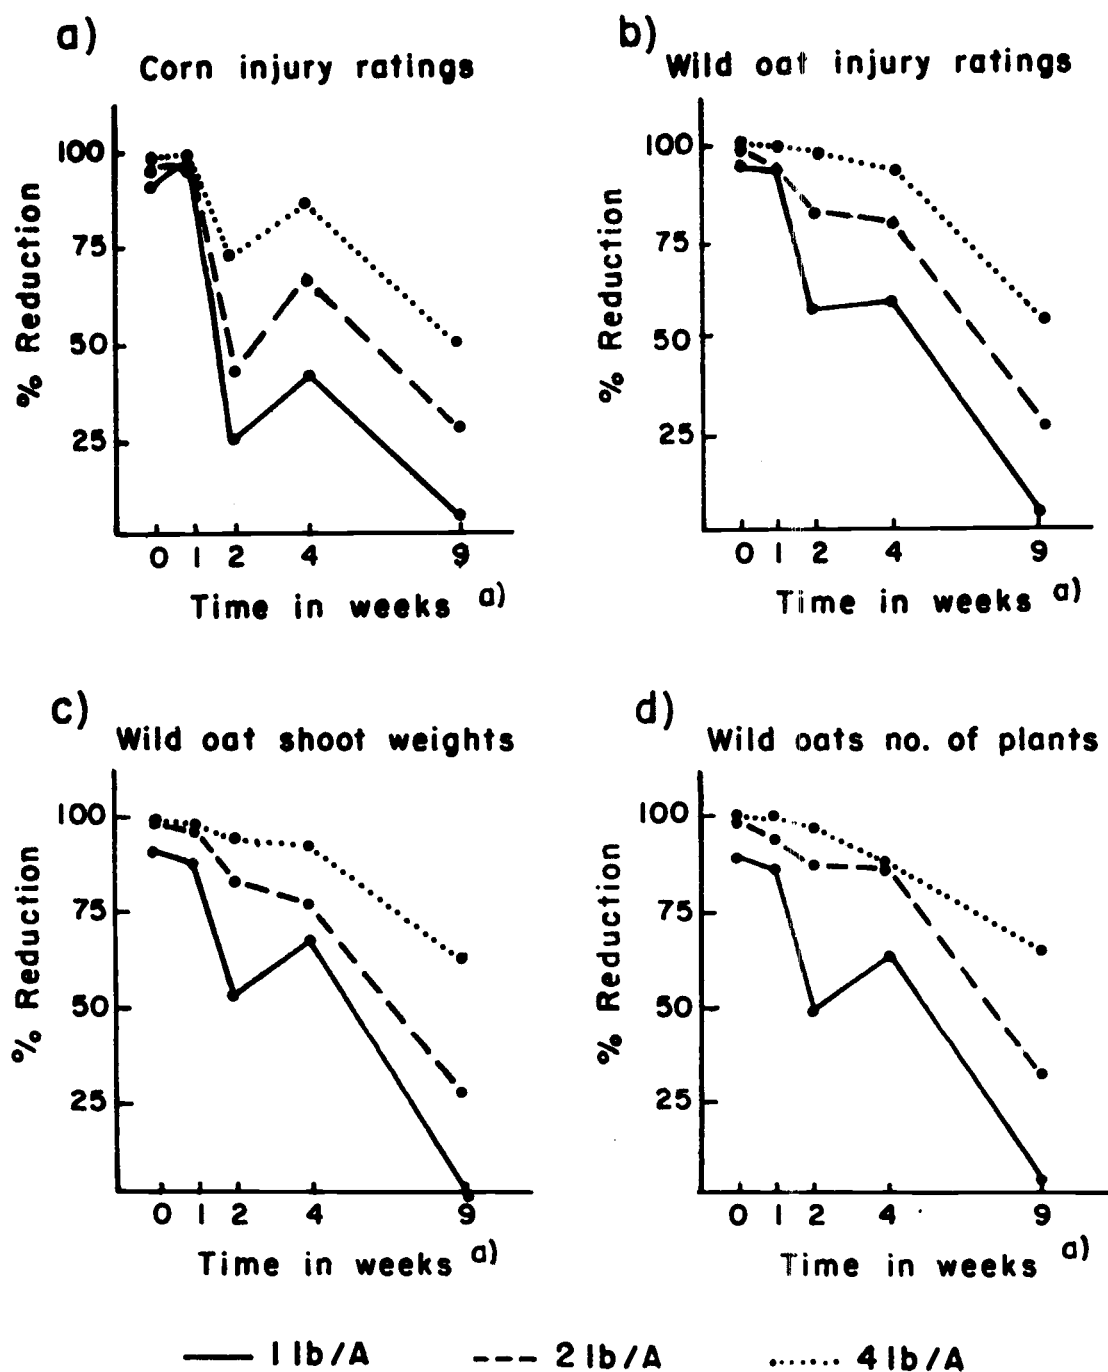 a)
Corn injury ratings
% Reduction
100
75
50
25
0 1 2 4 9
Time in weeks a)
b)
Wild oat injury ratings
% Reduction
100
75
50
25
0 1 2 4 9
Time in weeks a)
c)
Wild oat shoot weights
% Reduction
100
75
50
25
0 1 2 4 9
Time in weeks a)
d)
Wild oats no. of plants
% Reduction
100
75
50
25
0 1 2 4 9
Time in weeks a)
1 lb/A 2 lb/A 4 lb/A